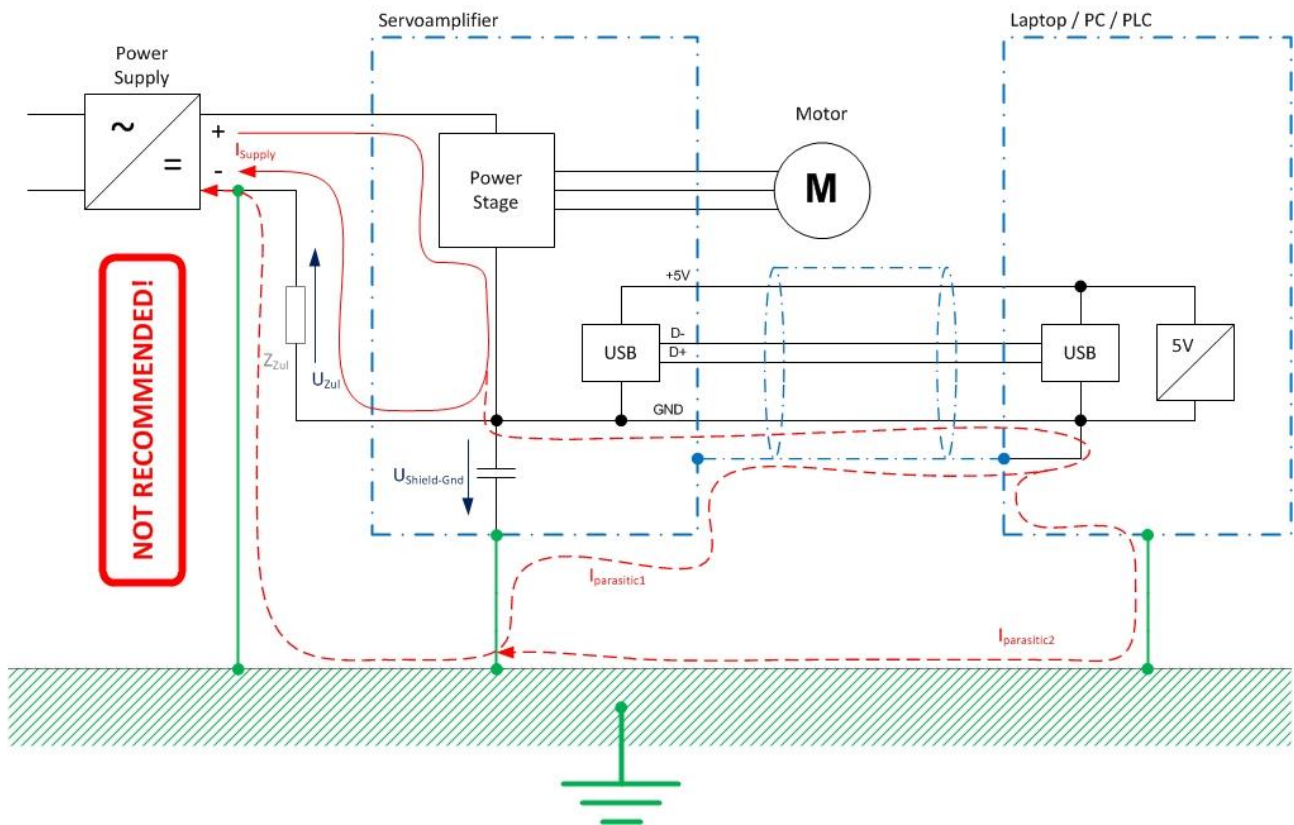 Servoamplifier
Laptop / PC / PLC
Power
Supply
~
=
+
-
I_Supply
Motor
Power
Stage
M
NOT RECOMMENDED!
+5V
D-
D+
USB
USB
5V
Z_Zul
U_Zul
GND
U_Shield-Gnd
I_parasitic1
I_parasitic2